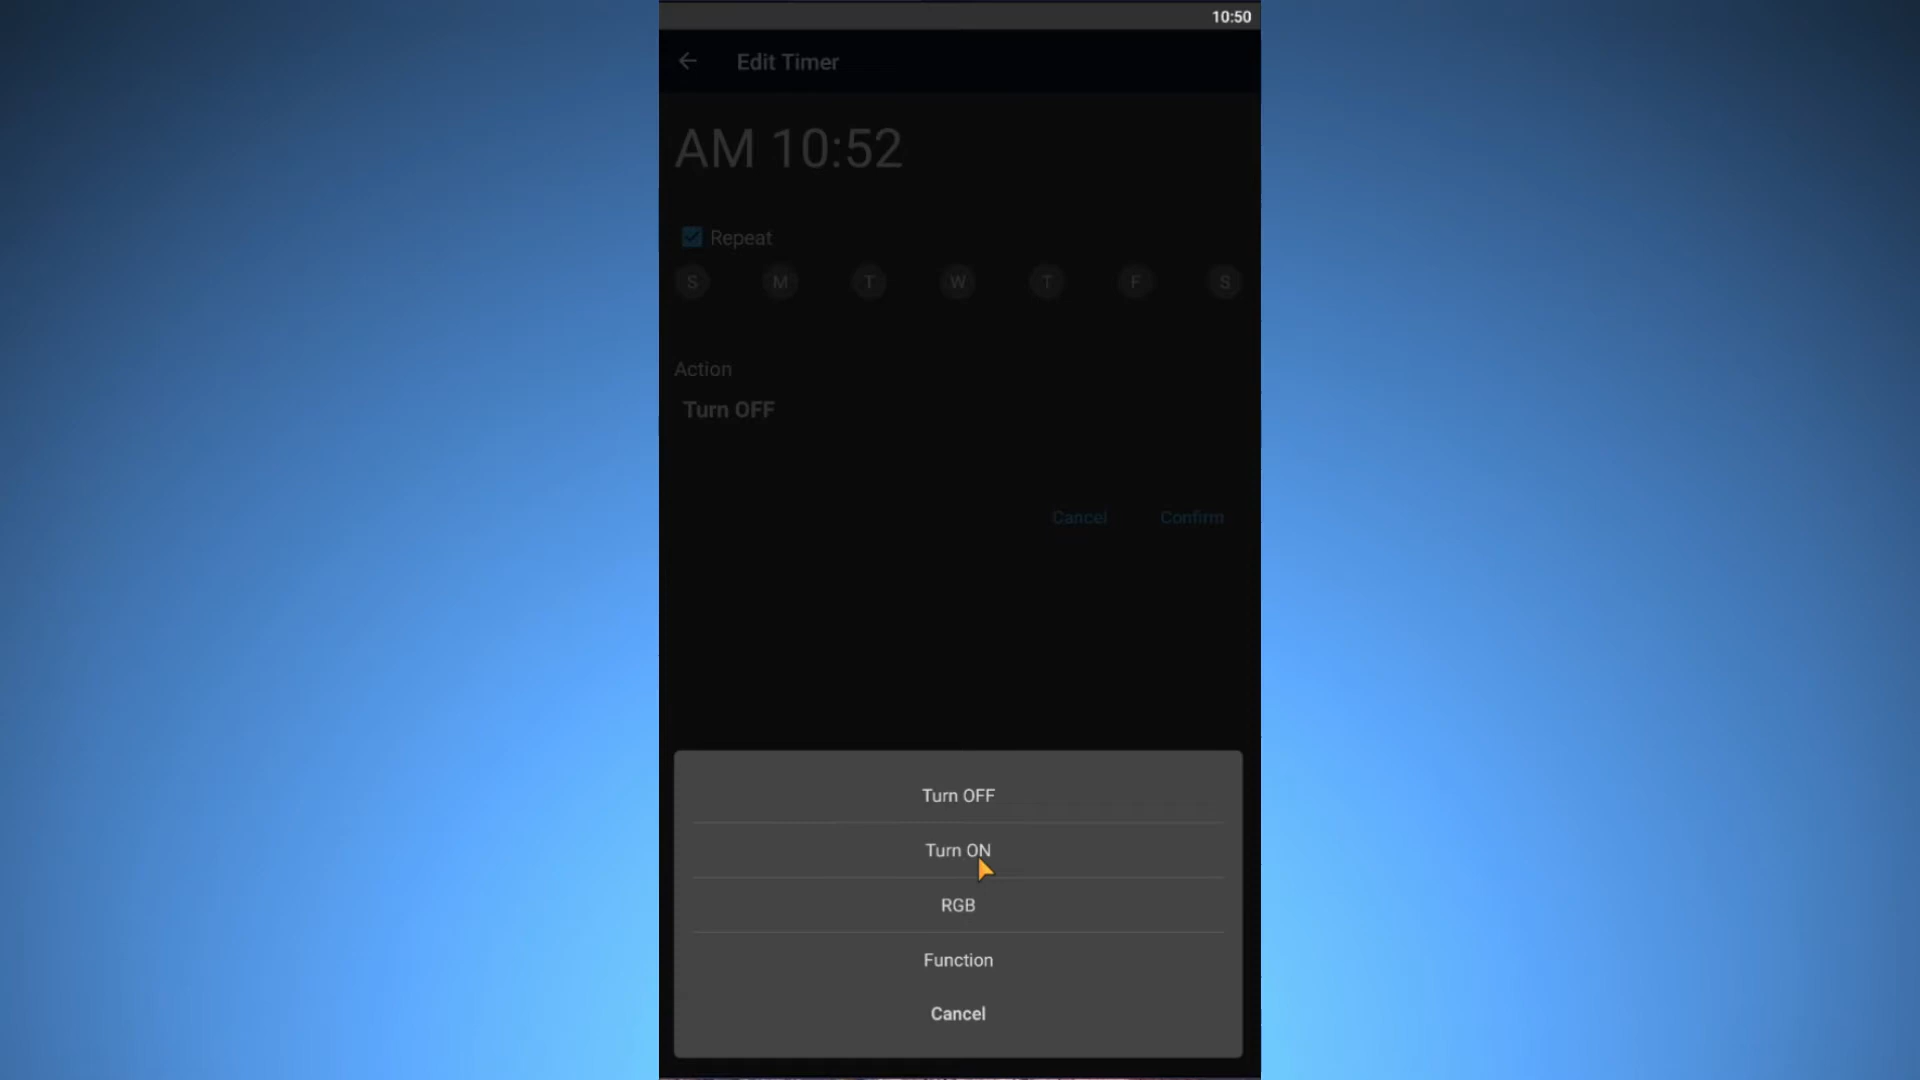 10:50
Edit Timer
AM 10:52
Repeat
S M T W T F S
Action
Turn OFF
Cancel Confirm
Turn OFF
Turn ON
RGB
Function
Cancel